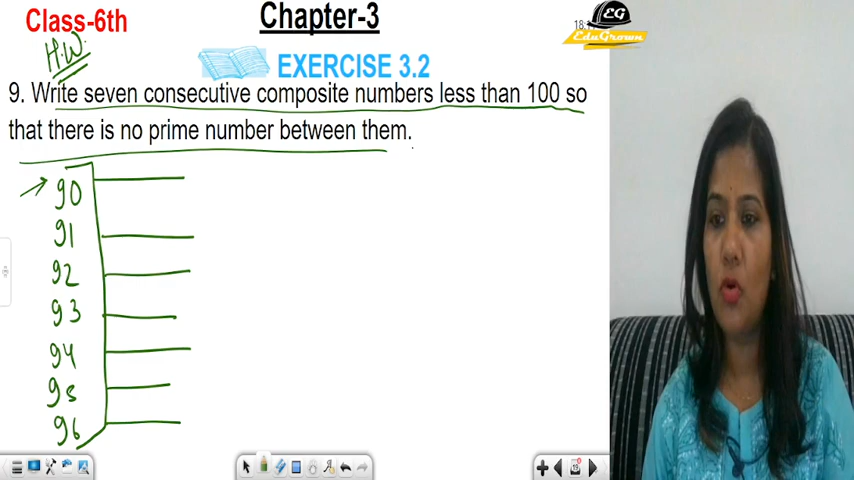 Class-6th
Chapter-3
EG
EduGrown
H.W.
EXERCISE 3.2
9. Write seven consecutive composite numbers less than 100 so
that there is no prime number between them.
90
91
92
93
94
95
96